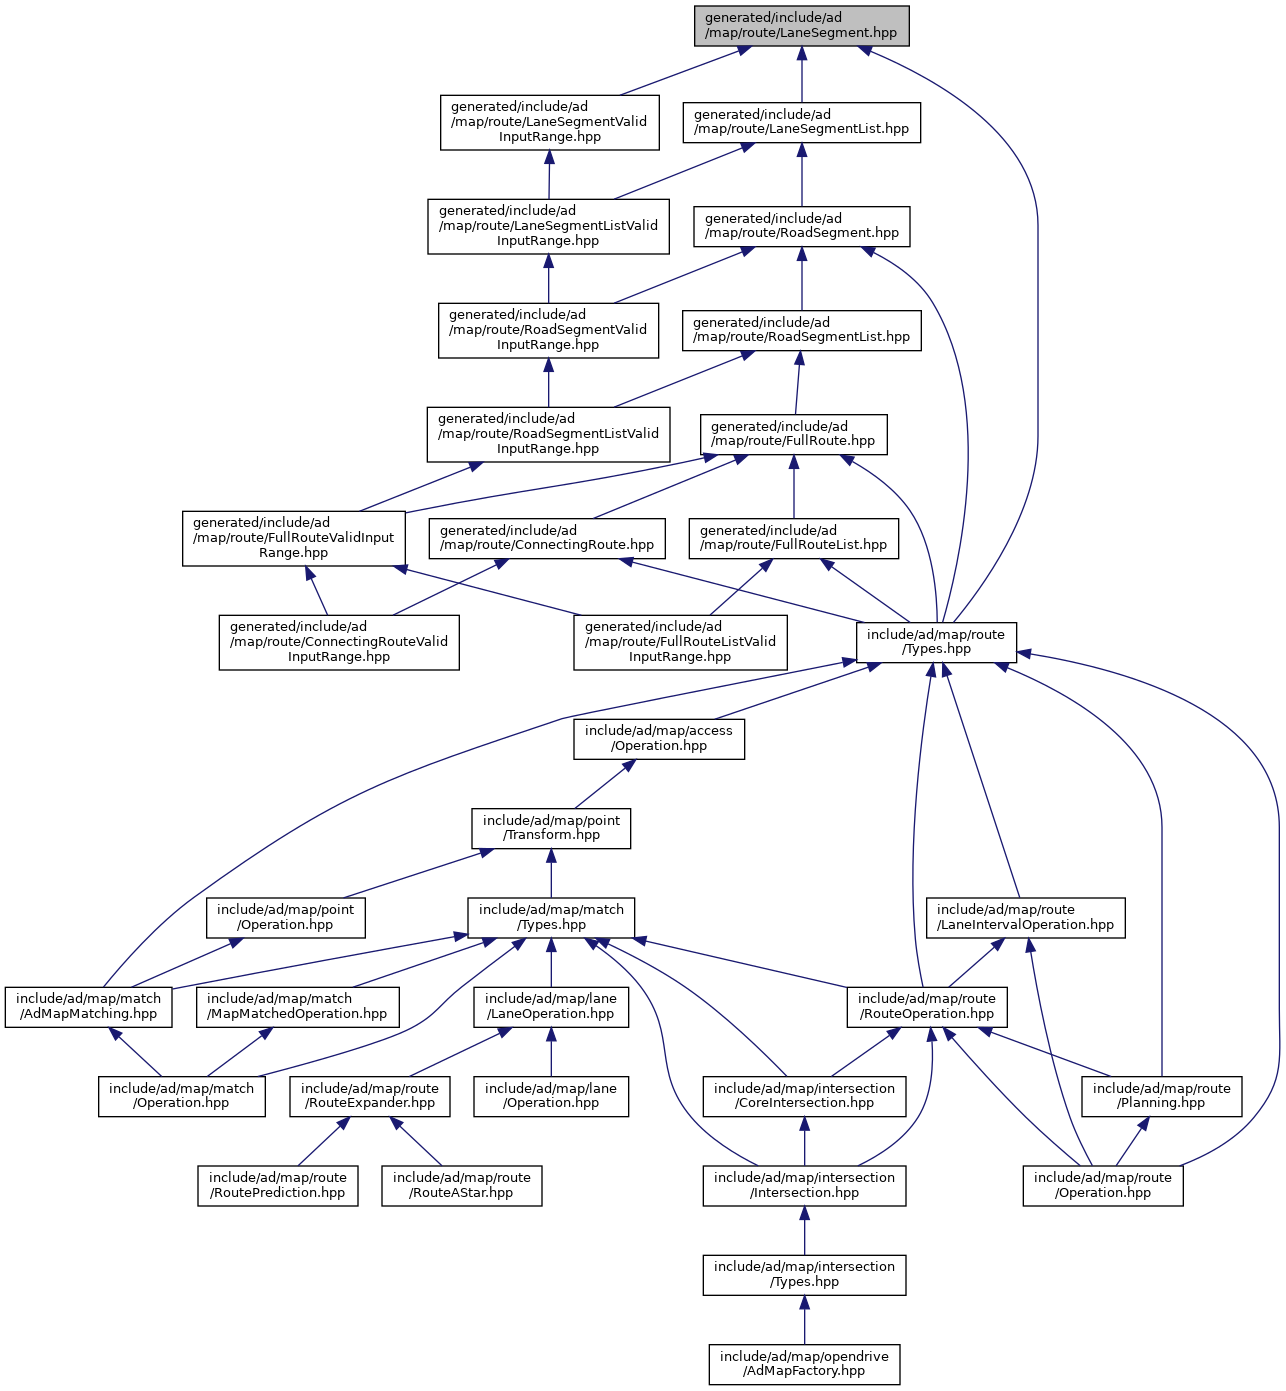 generated/include/ad
/map/route/LaneSegment.hpp
generated/include/ad
/map/route/LaneSegmentValid
InputRange.hpp
generated/include/ad
/map/route/LaneSegmentList.hpp
generated/include/ad
/map/route/LaneSegmentListValid
InputRange.hpp
generated/include/ad
/map/route/RoadSegment.hpp
generated/include/ad
/map/route/RoadSegmentValid
InputRange.hpp
generated/include/ad
/map/route/RoadSegmentList.hpp
generated/include/ad
/map/route/RoadSegmentListValid
InputRange.hpp
generated/include/ad
/map/route/FullRoute.hpp
generated/include/ad
/map/route/FullRouteValidInput
Range.hpp
generated/include/ad
/map/route/ConnectingRoute.hpp
generated/include/ad
/map/route/FullRouteList.hpp
generated/include/ad
/map/route/ConnectingRouteValid
InputRange.hpp
generated/include/ad
/map/route/FullRouteListValid
InputRange.hpp
include/ad/map/route
/Types.hpp
include/ad/map/access
/Operation.hpp
include/ad/map/point
/Transform.hpp
include/ad/map/point
/Operation.hpp
include/ad/map/match
/Types.hpp
include/ad/map/route
/LaneIntervalOperation.hpp
include/ad/map/match
/AdMapMatching.hpp
include/ad/map/match
/MapMatchedOperation.hpp
include/ad/map/lane
/LaneOperation.hpp
include/ad/map/route
/RouteOperation.hpp
include/ad/map/match
/Operation.hpp
include/ad/map/route
/RouteExpander.hpp
include/ad/map/lane
/Operation.hpp
include/ad/map/intersection
/CoreIntersection.hpp
include/ad/map/route
/Planning.hpp
include/ad/map/route
/RoutePrediction.hpp
include/ad/map/route
/RouteAStar.hpp
include/ad/map/intersection
/Intersection.hpp
include/ad/map/route
/Operation.hpp
include/ad/map/intersection
/Types.hpp
include/ad/map/opendrive
/AdMapFactory.hpp